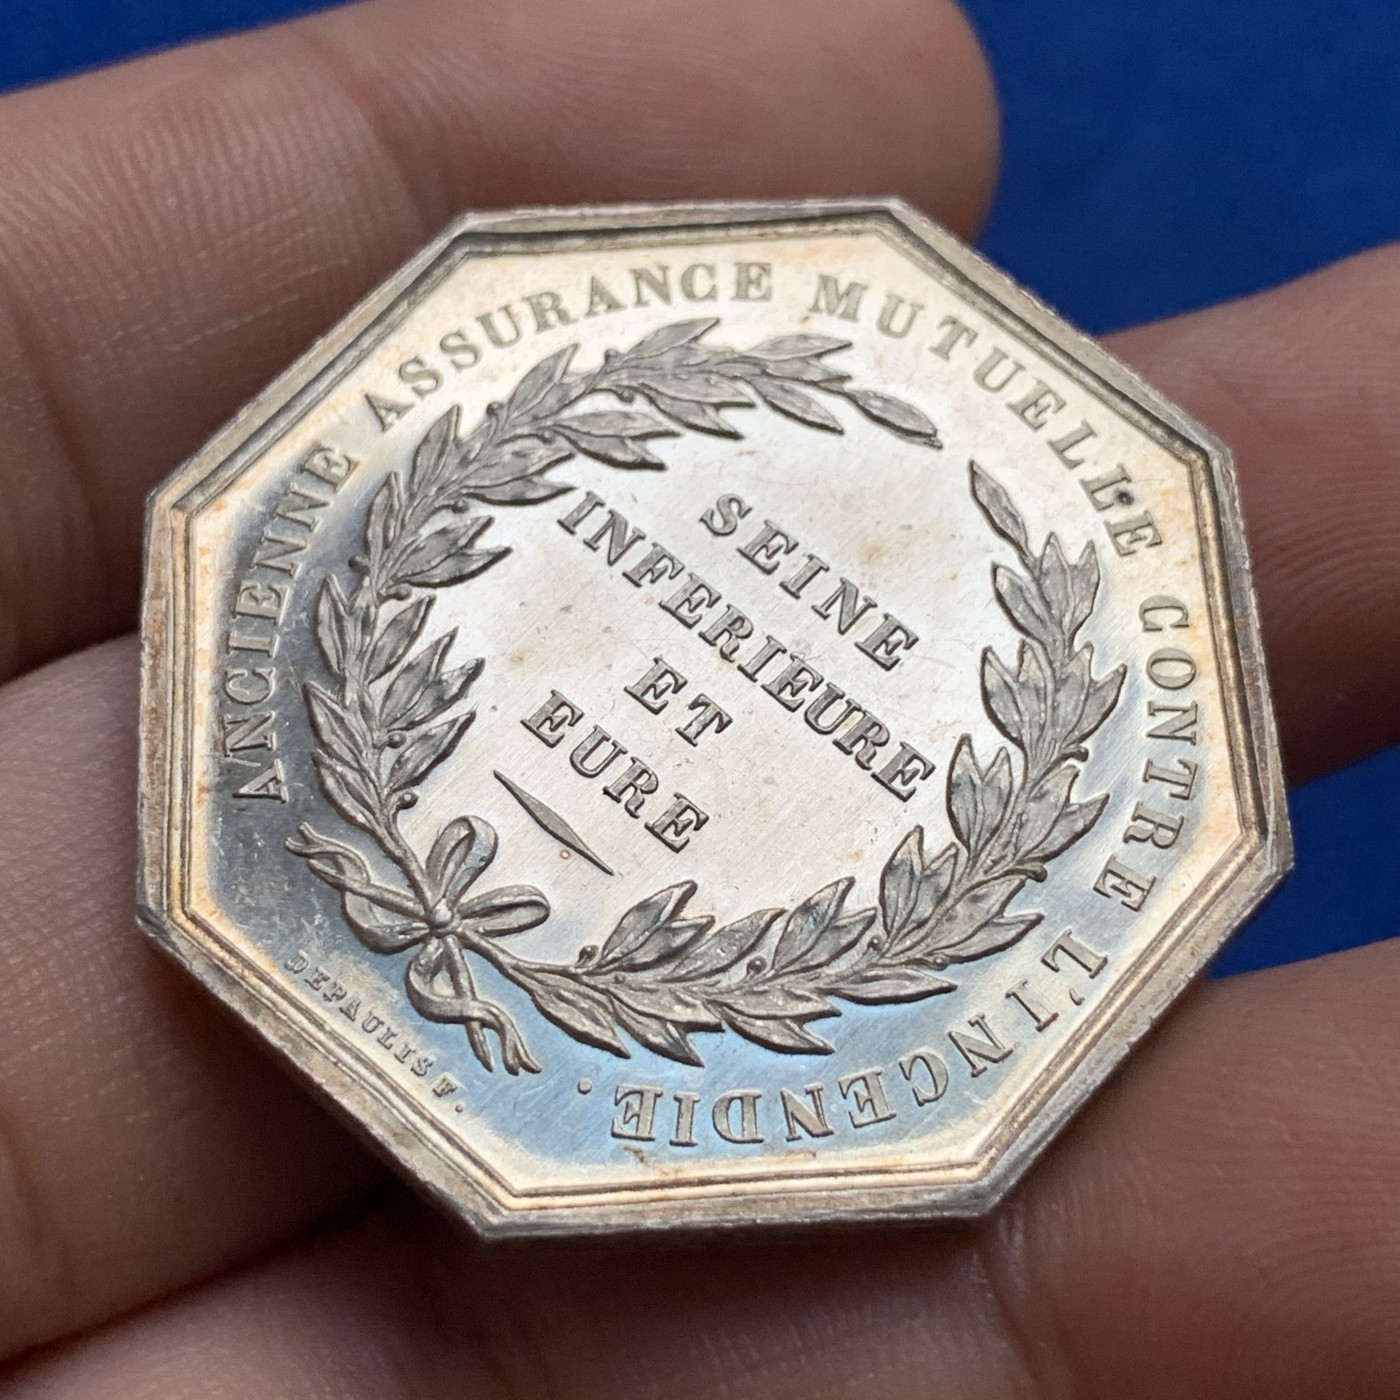 ANCIENNE ASSURANCE MUTUELLE CONTRE L'INCENDIE.
SEINE
INFERIEURE
ET
EURE
DEPAULIS F.